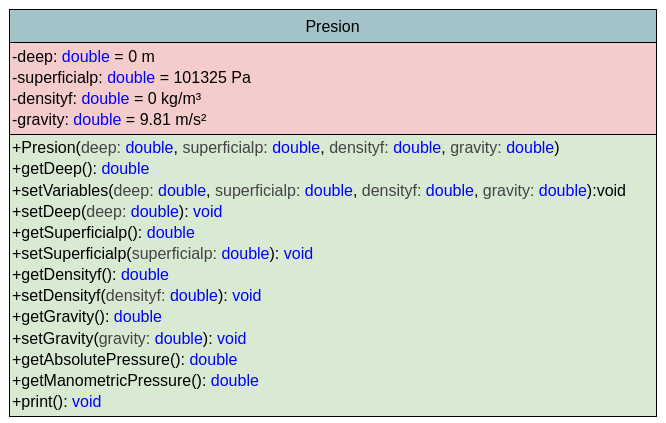 Presion
-deep: double = 0 m
-superficialp: double = 101325 Pa
-densityf: double = 0 kg/m³
-gravity: double = 9.81 m/s²
+Presion(deep: double, superficialp: double, densityf: double, gravity: double)
+getDeep(): double
+setVariables(deep: double, superficialp: double, densityf: double, gravity: double):void
+setDeep(deep: double): void
+getSuperficialp(): double
+setSuperficialp(superficialp: double): void
+getDensityf(): double
+setDensityf(densityf: double): void
+getGravity(): double
+setGravity(gravity: double): void
+getAbsolutePressure(): double
+getManometricPressure(): double
+print(): void